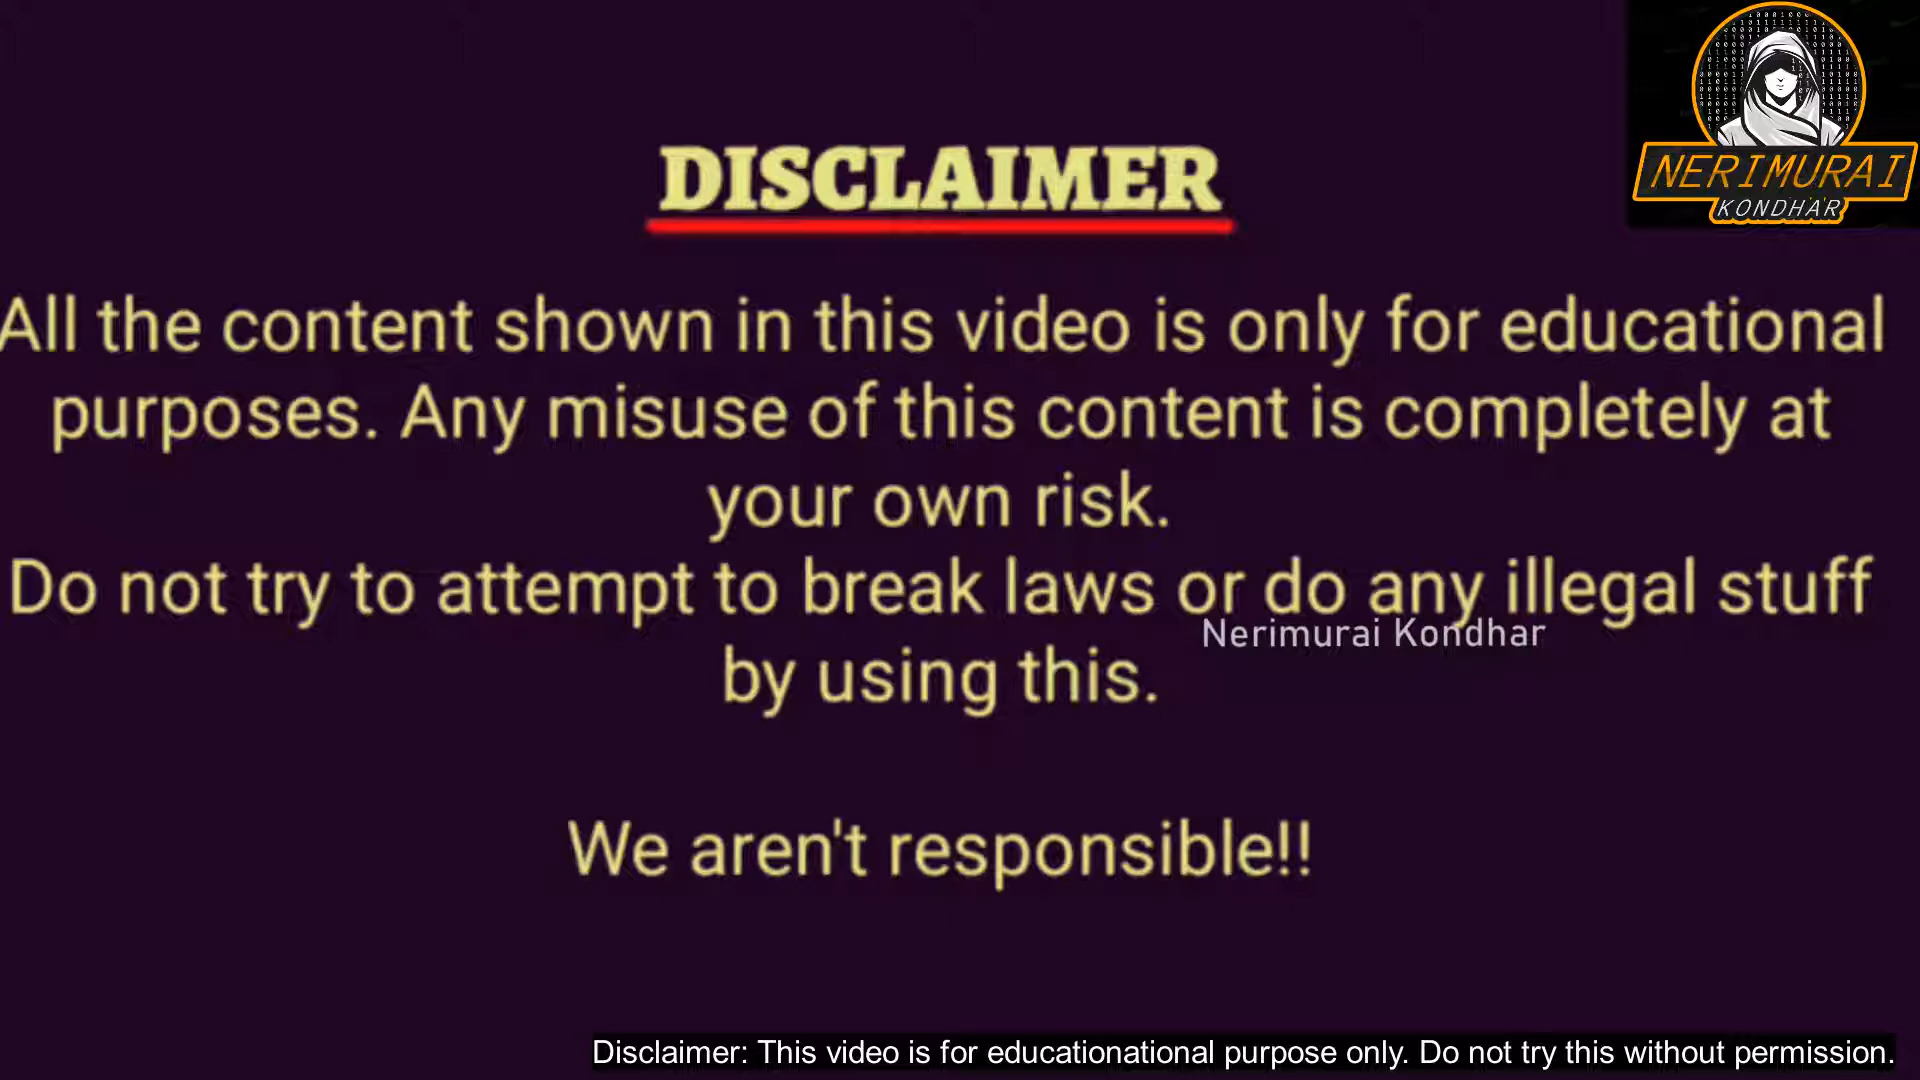 DISCLAIMER
NERIMURAI
KONDHAR
All the content shown in this video is only for educational
purposes. Any misuse of this content is completely at
your own risk.
Do not try to attempt to break laws or do any illegal stuff
Nerimurai Kondhar
by using this.
We aren't responsible!!
Disclaimer: This video is for educationational purpose only. Do not try this without permission.